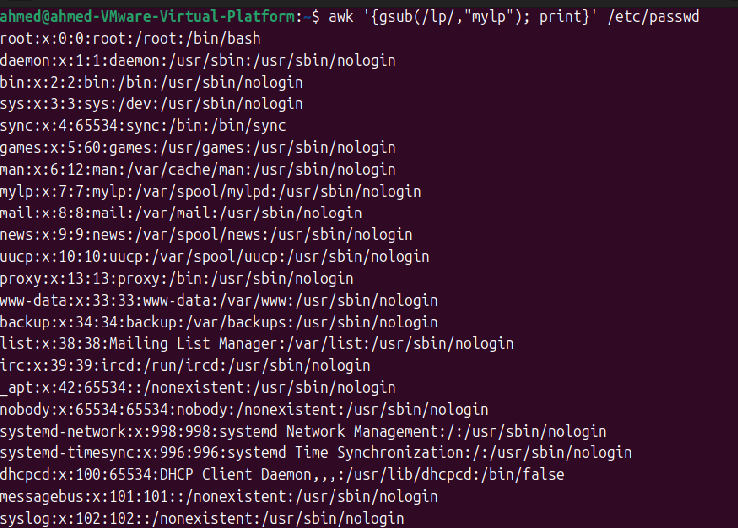 ahmed@ahmed-VMware-Virtual-Platform:~$ awk '{gsub(/lp/,"mylp"); print}' /etc/passwd
root:x:0:0:root:/root:/bin/bash
daemon:x:1:1:daemon:/usr/sbin:/usr/sbin/nologin
bin:x:2:2:bin:/bin:/usr/sbin/nologin
sys:x:3:3:sys:/dev:/usr/sbin/nologin
sync:x:4:65534:sync:/bin:/bin/sync
games:x:5:60:games:/usr/games:/usr/sbin/nologin
man:x:6:12:man:/var/cache/man:/usr/sbin/nologin
mylp:x:7:7:mylp:/var/spool/mylpd:/usr/sbin/nologin
mail:x:8:8:mail:/var/mail:/usr/sbin/nologin
news:x:9:9:news:/var/spool/news:/usr/sbin/nologin
uucp:x:10:10:uucp:/var/spool/uucp:/usr/sbin/nologin
proxy:x:13:13:proxy:/bin:/usr/sbin/nologin
www-data:x:33:33:www-data:/var/www:/usr/sbin/nologin
backup:x:34:34:backup:/var/backups:/usr/sbin/nologin
list:x:38:38:Mailing List Manager:/var/list:/usr/sbin/nologin
irc:x:39:39:ircd:/run/ircd:/usr/sbin/nologin
_apt:x:42:65534::/nonexistent:/usr/sbin/nologin
nobody:x:65534:65534:nobody:/nonexistent:/usr/sbin/nologin
systemd-network:x:998:998:systemd Network Management:/:/usr/sbin/nologin
systemd-timesync:x:996:996:systemd Time Synchronization:/:/usr/sbin/nologin
dhcpcd:x:100:65534:DHCP Client Daemon,,,:/usr/lib/dhcpcd:/bin/false
messagebus:x:101:101::/nonexistent:/usr/sbin/nologin
syslog:x:102:102::/nonexistent:/usr/sbin/nologin